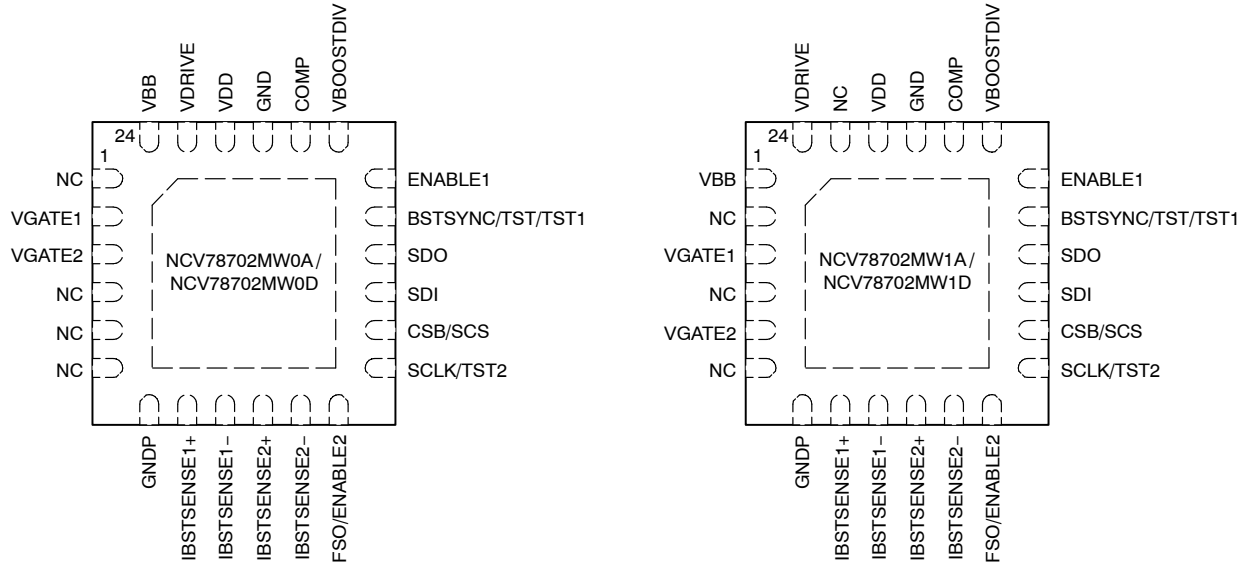 VBB
VDRIVE
VDD
GND
COMP
VBOOSTDIV
24
1
NC
VGATE1
VGATE2
NC
NC
NC
NCV78702MW0A/
NCV78702MW0D
ENABLE1
BSTSYNC/TST/TST1
SDO
SDI
CSB/SCS
SCLK/TST2
GNDP
IBSTSENSE1+
IBSTSENSE1−
IBSTSENSE2+
IBSTSENSE2−
FSO/ENABLE2
VDRIVE
NC
VDD
GND
COMP
VBOOSTDIV
24
1
VBB
NC
VGATE1
NC
VGATE2
NC
NCV78702MW1A/
NCV78702MW1D
ENABLE1
BSTSYNC/TST/TST1
SDO
SDI
CSB/SCS
SCLK/TST2
GNDP
IBSTSENSE1+
IBSTSENSE1−
IBSTSENSE2+
IBSTSENSE2−
FSO/ENABLE2